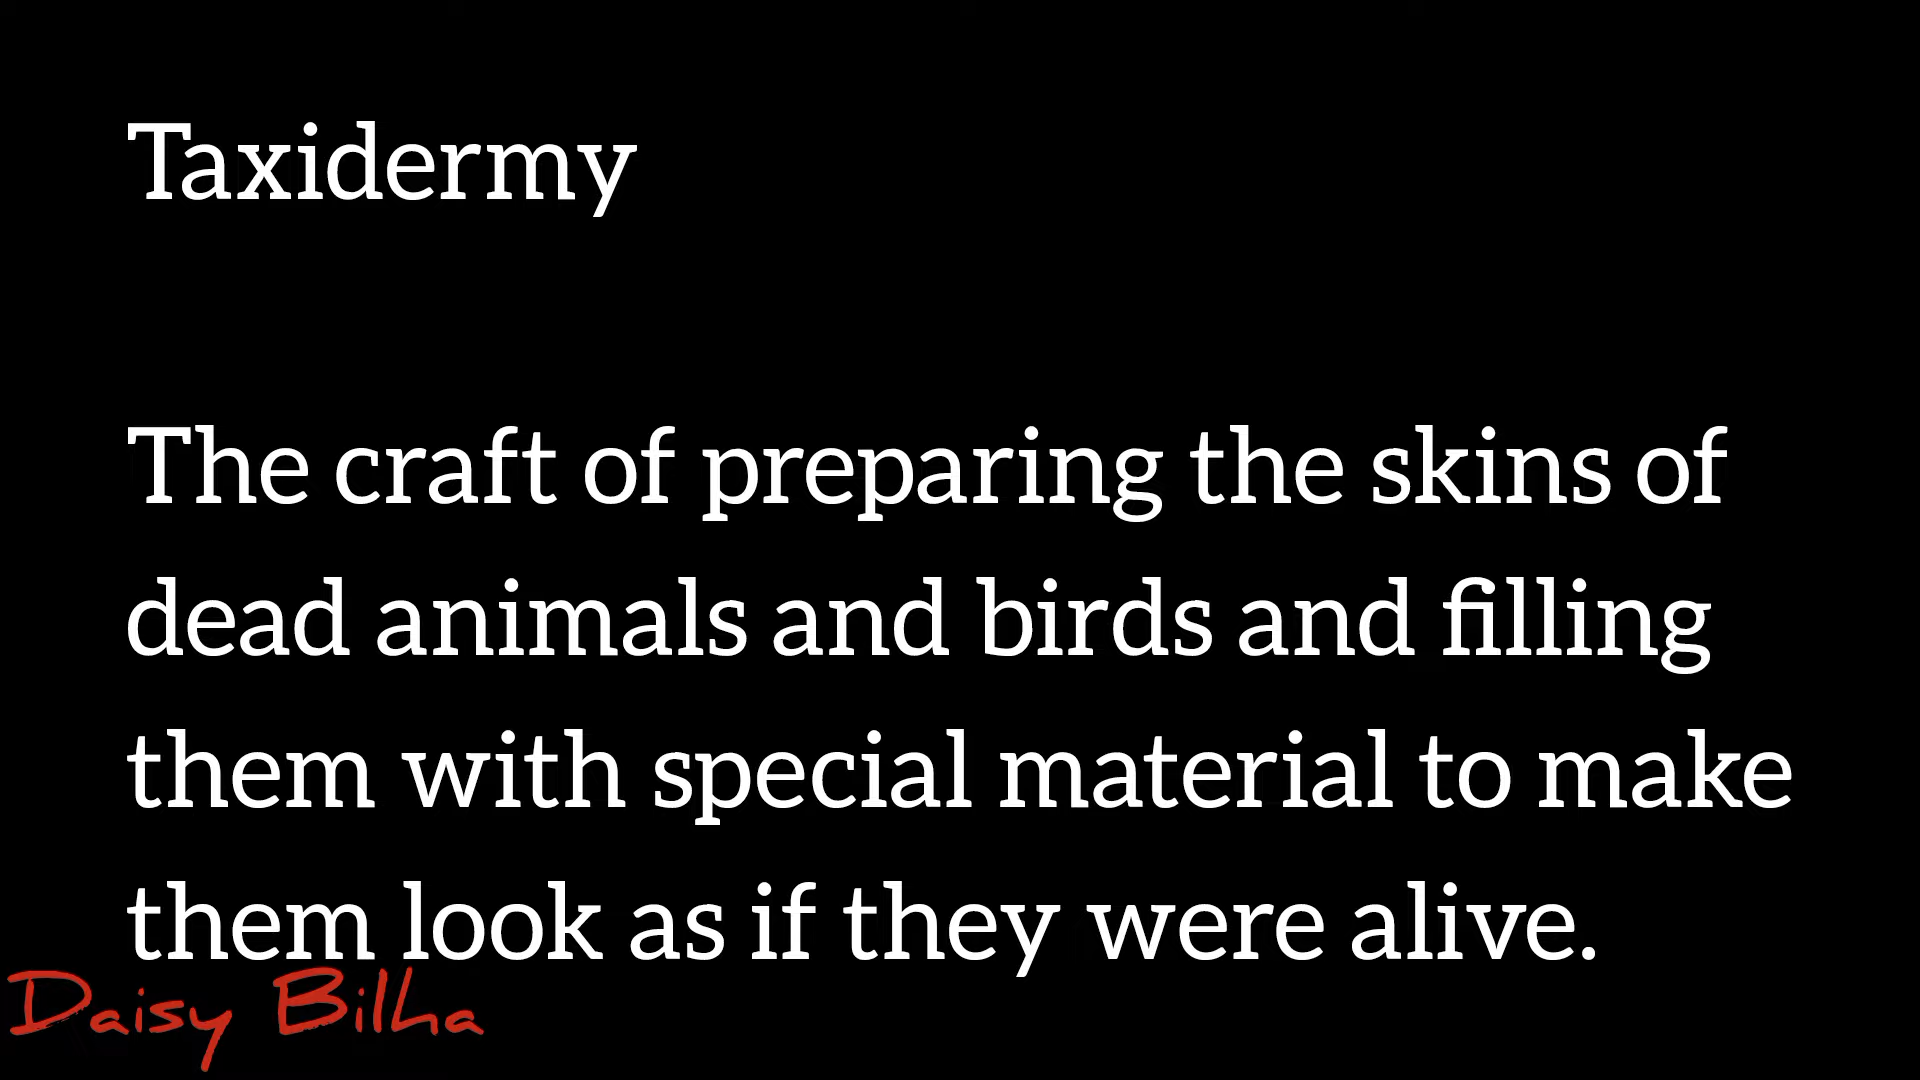 Taxidermy
The craft of preparing the skins of
dead animals and birds and filling
them with special material to make
them look as if they were alive.
Daisy Bilha